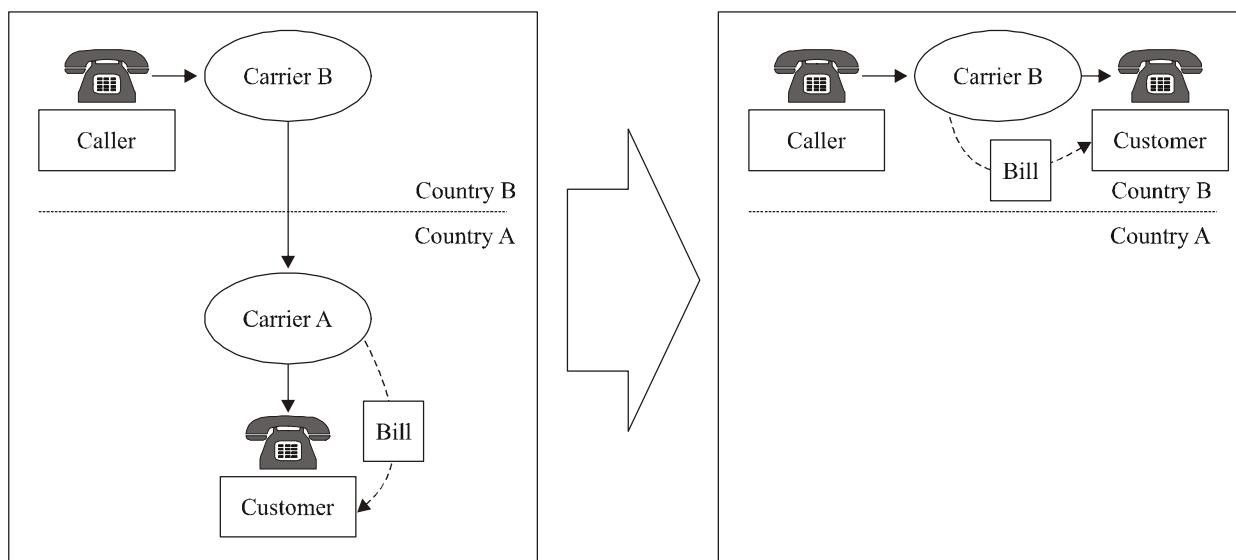 Carrier B
Caller
Country B
Country A
Carrier A
Bill
Customer
Carrier B
Caller
Customer
Bill
Country B
Country A